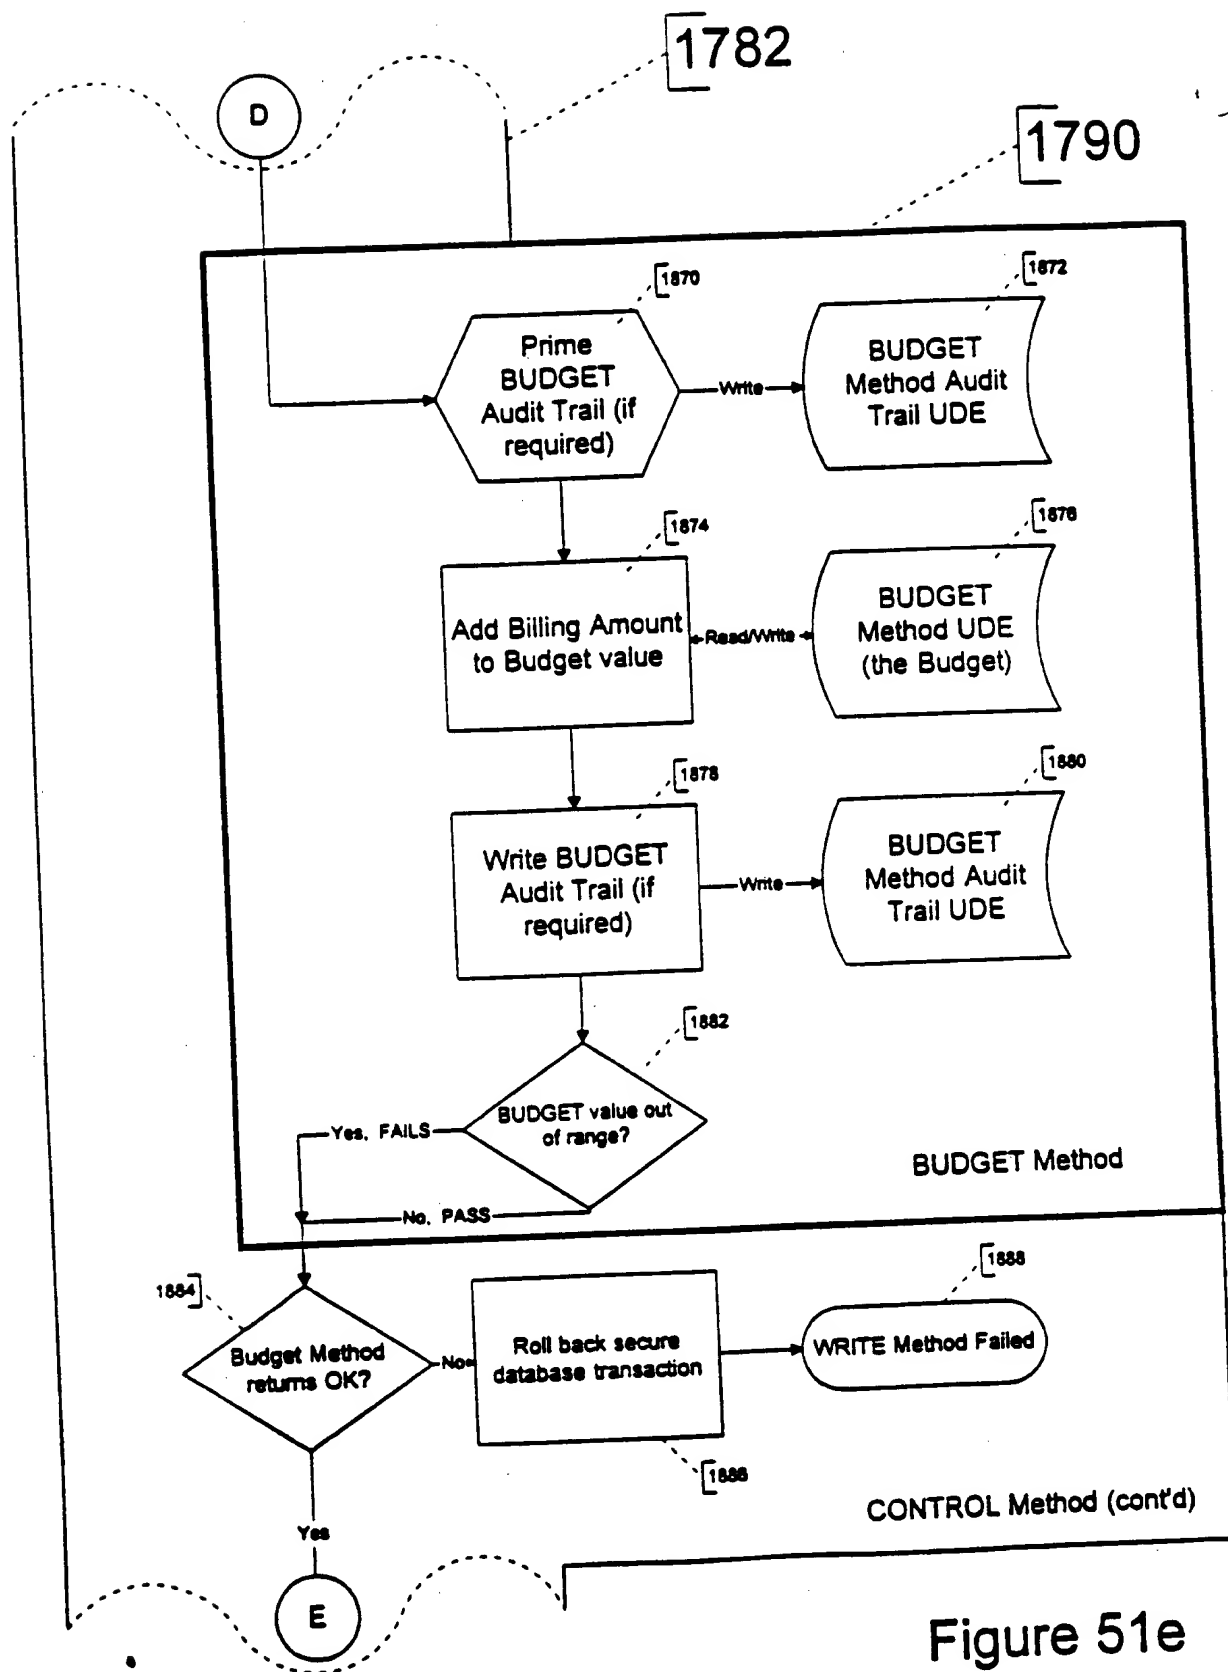 1782
D
1790
1870
1872
Prime
BUDGET
Audit Trail (if
required)
Write
BUDGET
Method Audit
Trail UDE
1874
1876
Add Billing Amount
to Budget value
Read/Write
BUDGET
Method UDE
(the Budget)
1878
1880
Write BUDGET
Audit Trail (if
required)
Write
BUDGET
Method Audit
Trail UDE
1882
BUDGET value out
of range?
Yes, FAILS
No, PASS
BUDGET Method
1884
1888
Budget Method
returns OK?
No
Roll back secure
database transaction
WRITE Method Failed
1886
CONTROL Method (cont'd)
Yes
E
Figure 51e